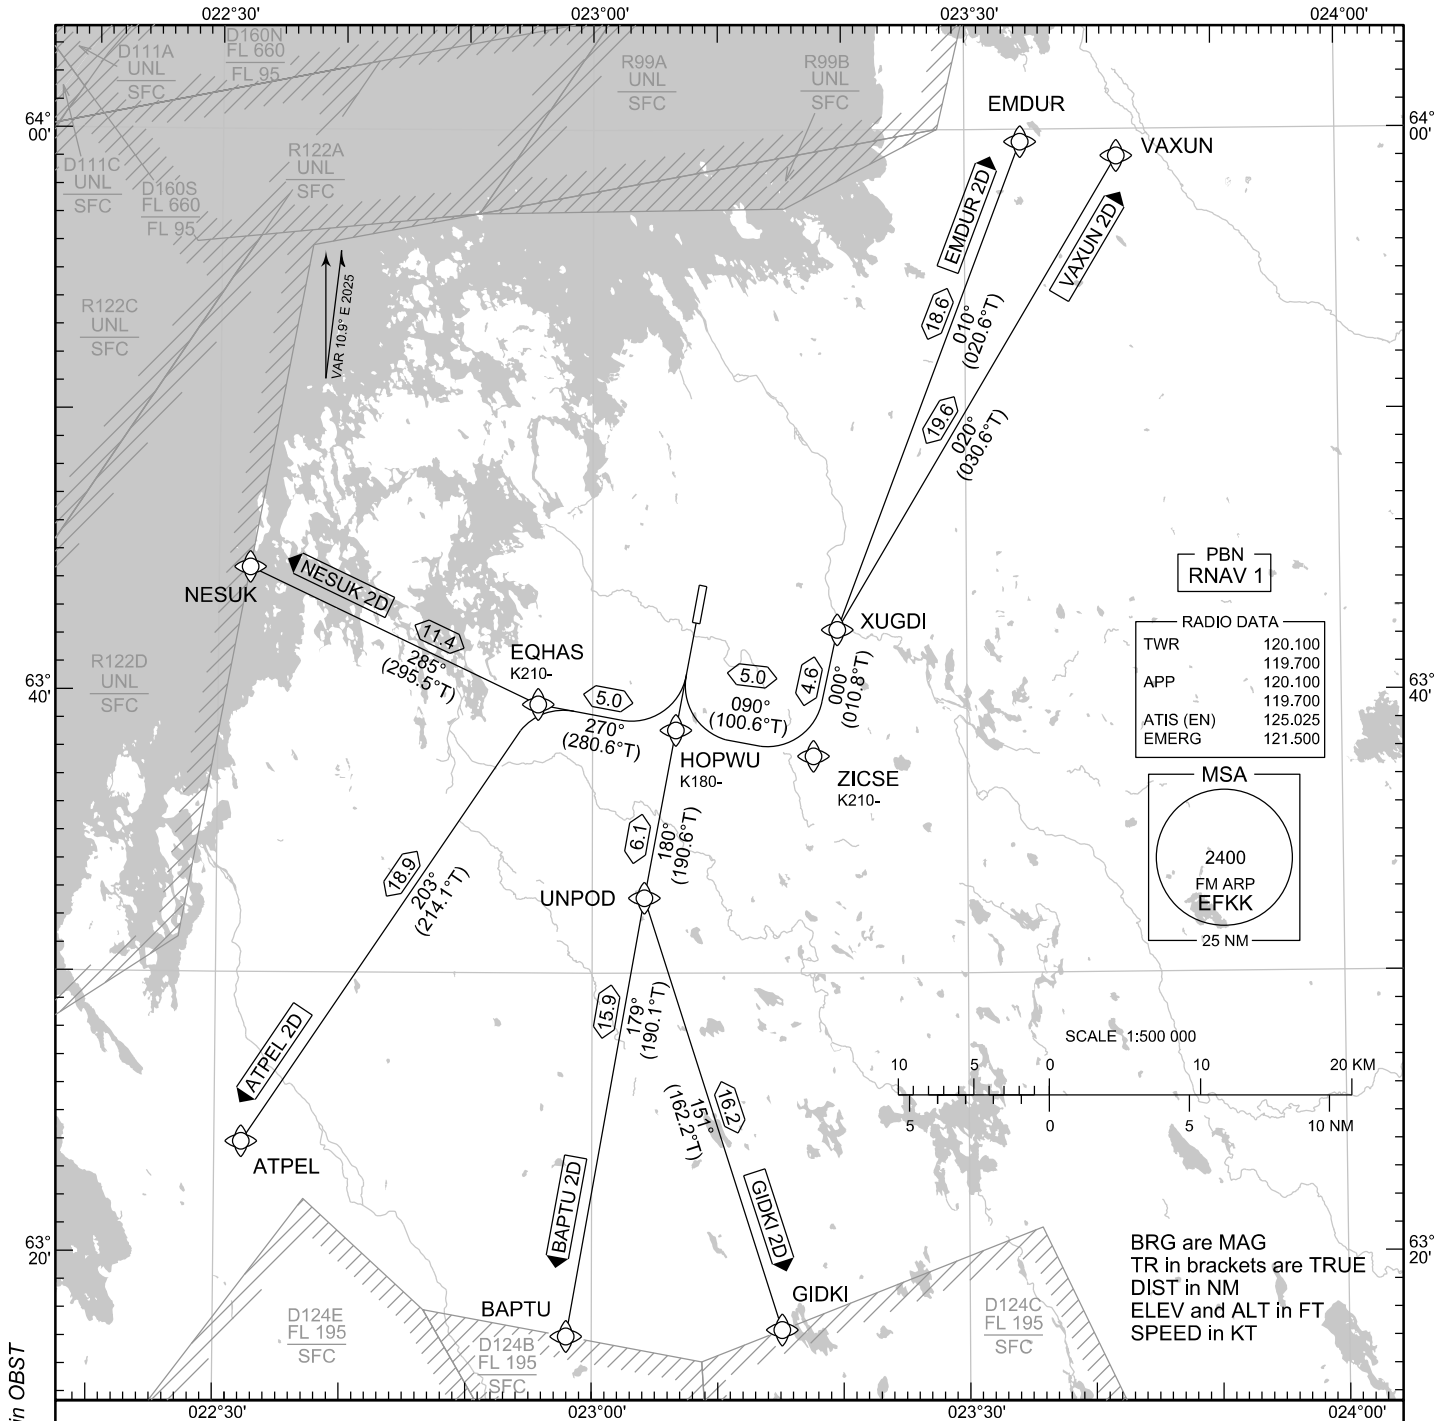 022°30'
023°00'
023°30'
024°00'
D111A
UNL
SFC
D160N
FL 660
FL 95
R99A
UNL
SFC
R99B
UNL
SFC
EMDUR
VAXUN
64°
00'
64°
00'
D111C
UNL
SFC
D160S
FL 660
FL 95
R122A
UNL
SFC
EMDUR 2D
VAXUN 2D
R122C
UNL
SFC
VAR 10.9° E 2025
18.6
010°
(020.6°T)
19.6
020°
(030.6°T)
NESUK
NESUK 2D
11.4
285°
(295.5°T)
PBN
RNAV 1
XUGDI
RADIO DATA
TWR 120.100
119.700
APP 120.100
119.700
ATIS (EN) 125.025
EMERG 121.500
R122D
UNL
SFC
63°
40'
63°
40'
EQHAS
K210-
5.0
270°
(280.6°T)
5.0
090°
(100.6°T)
4.6
000°
(010.8°T)
HOPWU
K180-
ZICSE
K210-
MSA
2400
FM ARP
EFKK
25 NM
6.1
180°
(190.6°T)
18.9
203°
(214.1°T)
UNPOD
15.9
179°
(190.1°T)
ATPEL 2D
SCALE 1:500 000
10 5 0 10 20 KM
5 0 5 10 NM
16.2
151°
(162.2°T)
ATPEL
BAPTU 2D
GIDKI 2D
63°
20'
63°
20'
BRG are MAG
TR in brackets are TRUE
DIST in NM
ELEV and ALT in FT
SPEED in KT
BAPTU
GIDKI
D124E
FL 195
SFC
D124B
FL 195
SFC
D124C
FL 195
SFC
in OBST
022°30'
023°00'
023°30'
024°00'